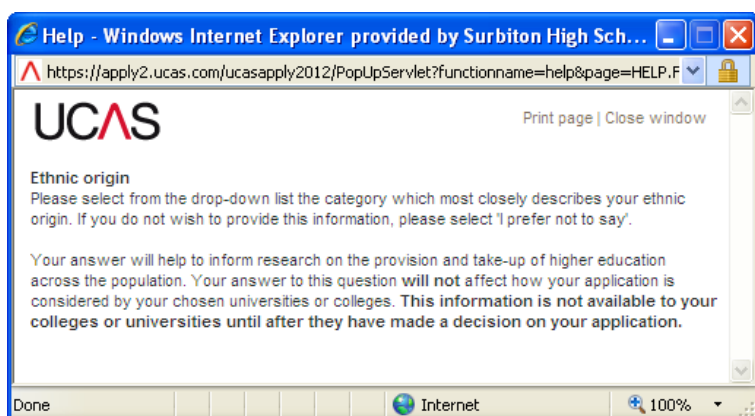 Help - Windows Internet Explorer provided by Surbiton High Sch...
https://apply2.ucas.com/ucasapply2012/PopUpServlet?functionname=help&page=HELP.F
UCAS
Print page | Close window
Ethnic origin
Please select from the drop-down list the category which most closely describes your ethnic
origin. If you do not wish to provide this information, please select 'I prefer not to say'.
Your answer will help to inform research on the provision and take-up of higher education
across the population. Your answer to this question will not affect how your application is
considered by your chosen universities or colleges. This information is not available to your
colleges or universities until after they have made a decision on your application.
Done
Internet
100%